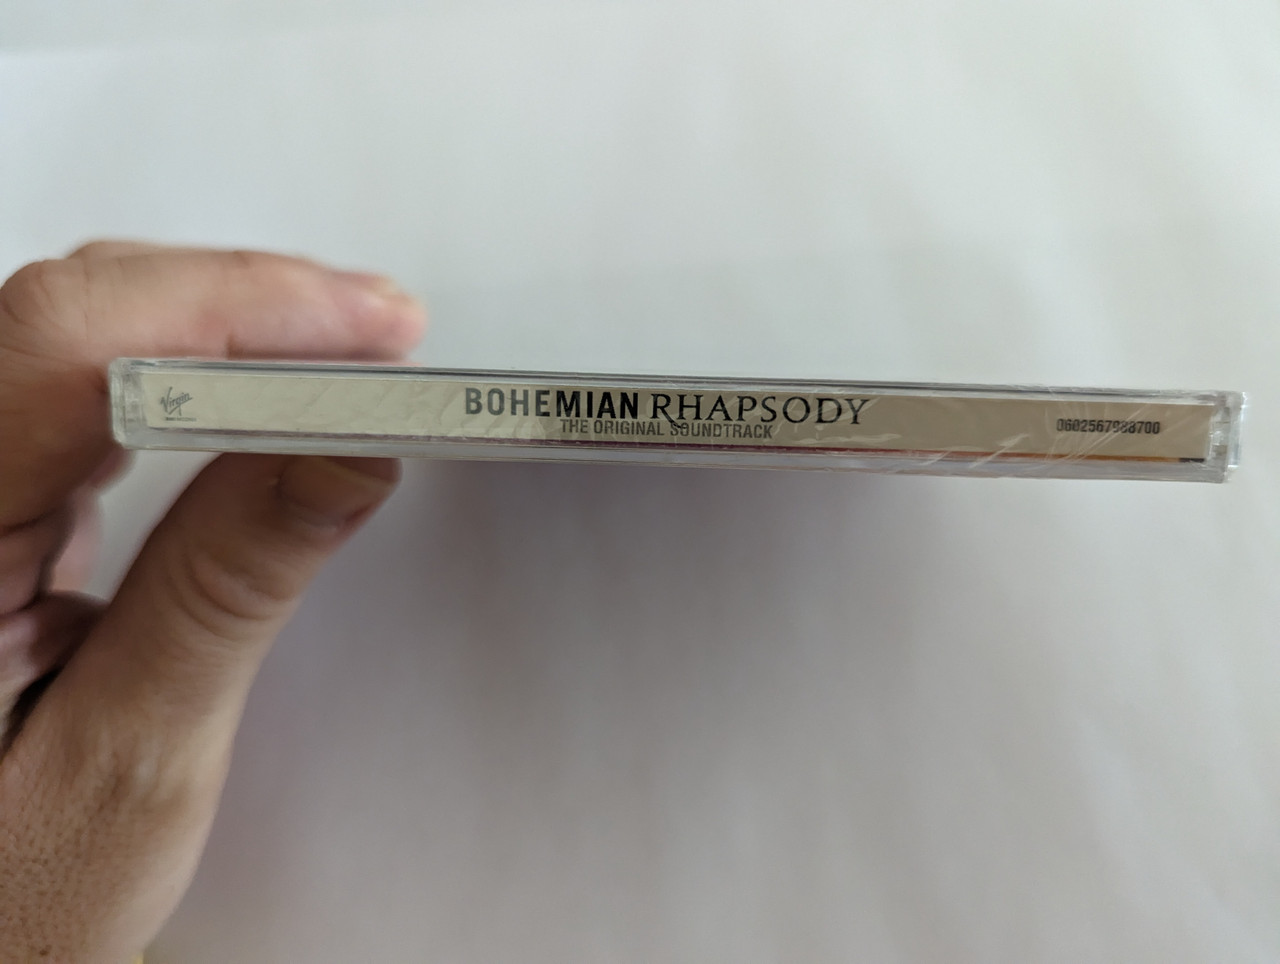 Virgin
BOHEMIAN RHAPSODY
THE ORIGINAL SOUNDTRACK
0602567988700